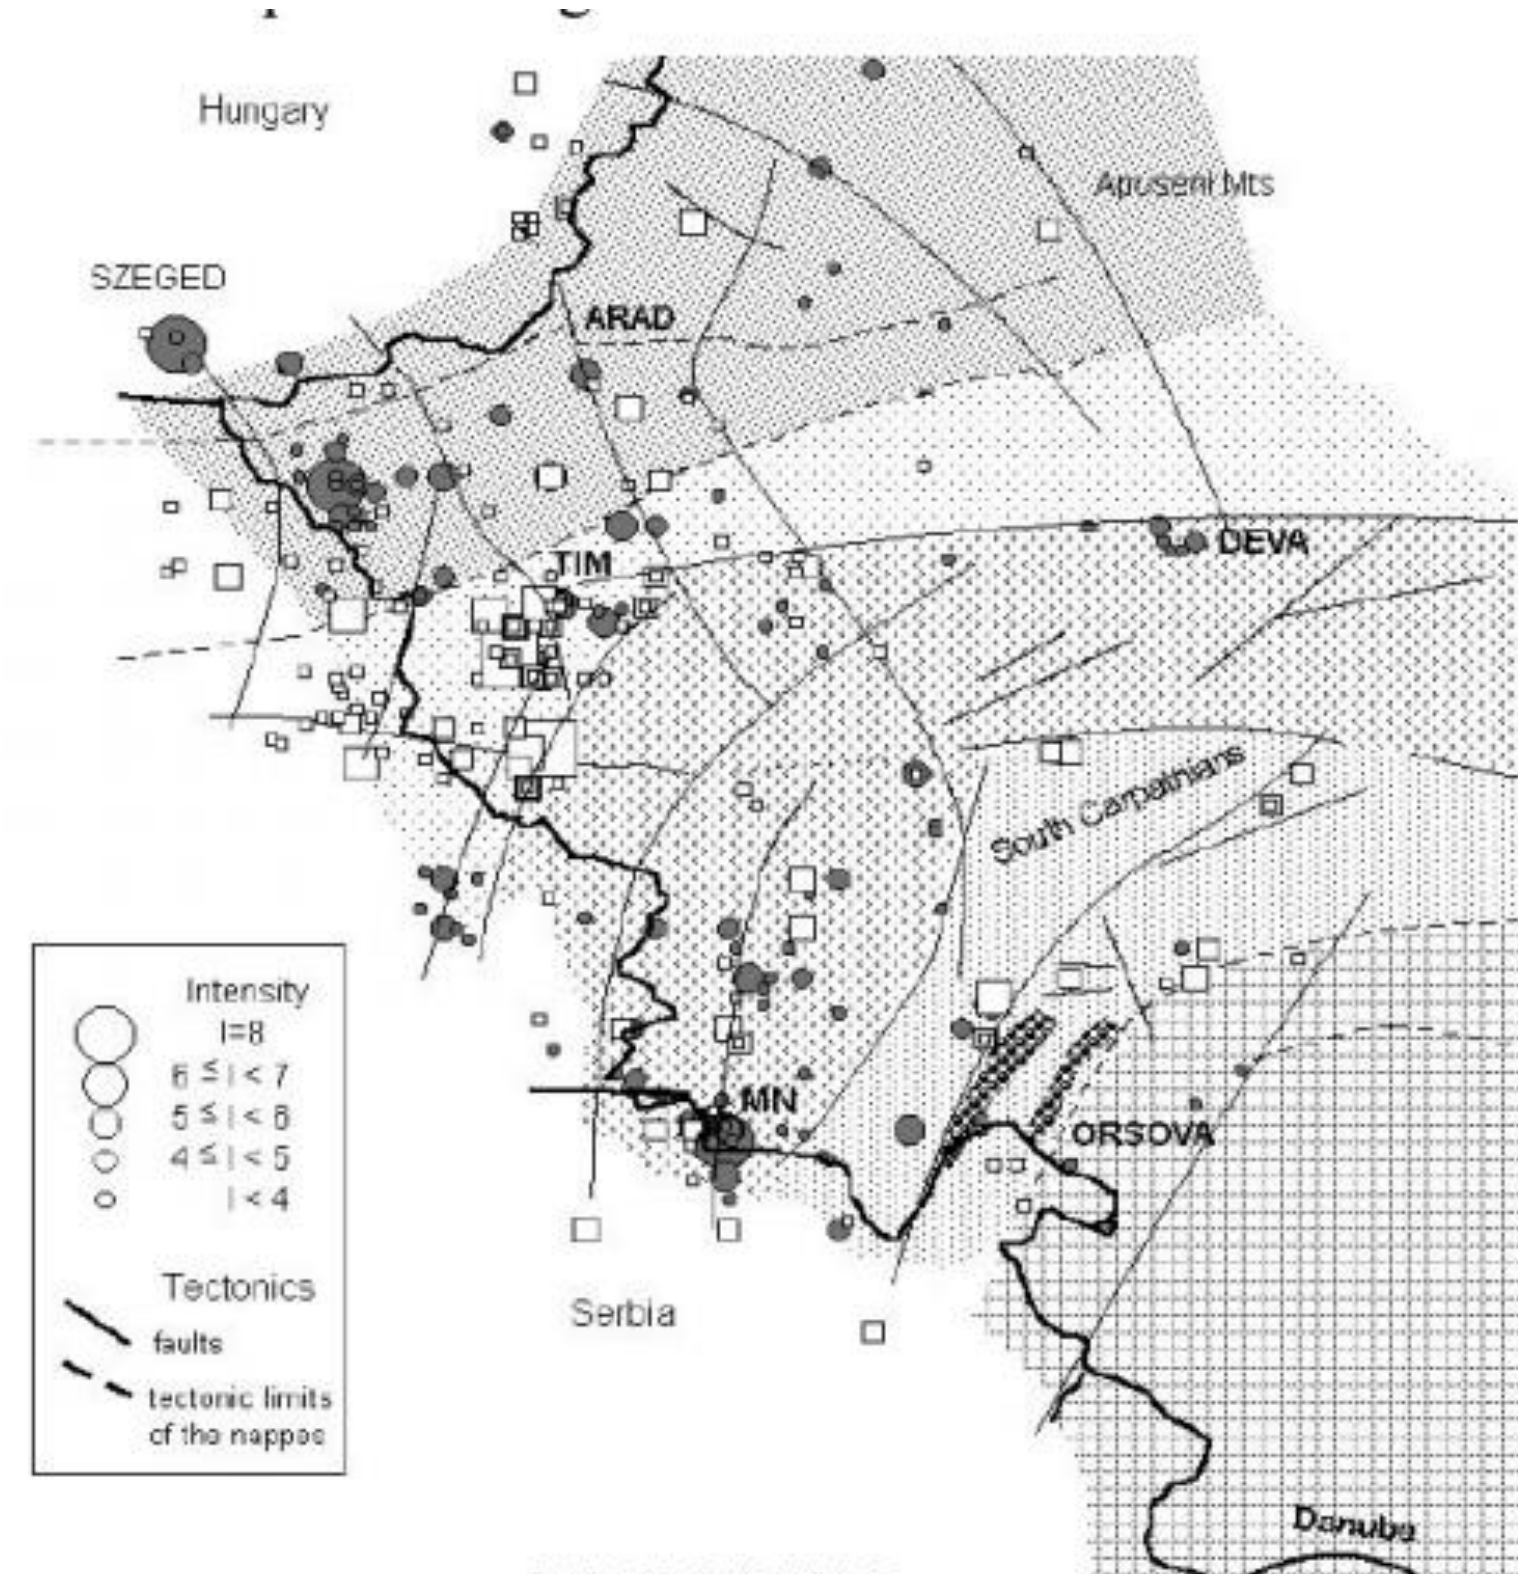 Hungary
Apuseni Mts
SZEGED
ARAD
TIM
DEVA
South Carpathians
Intensity
I=8
6 ≤ I < 7
5 ≤ I < 6
4 ≤ I < 5
I < 4
MN
ORSOVA
Tectonics
Serbia
faults
tectonic limits
of the nappes
Danube